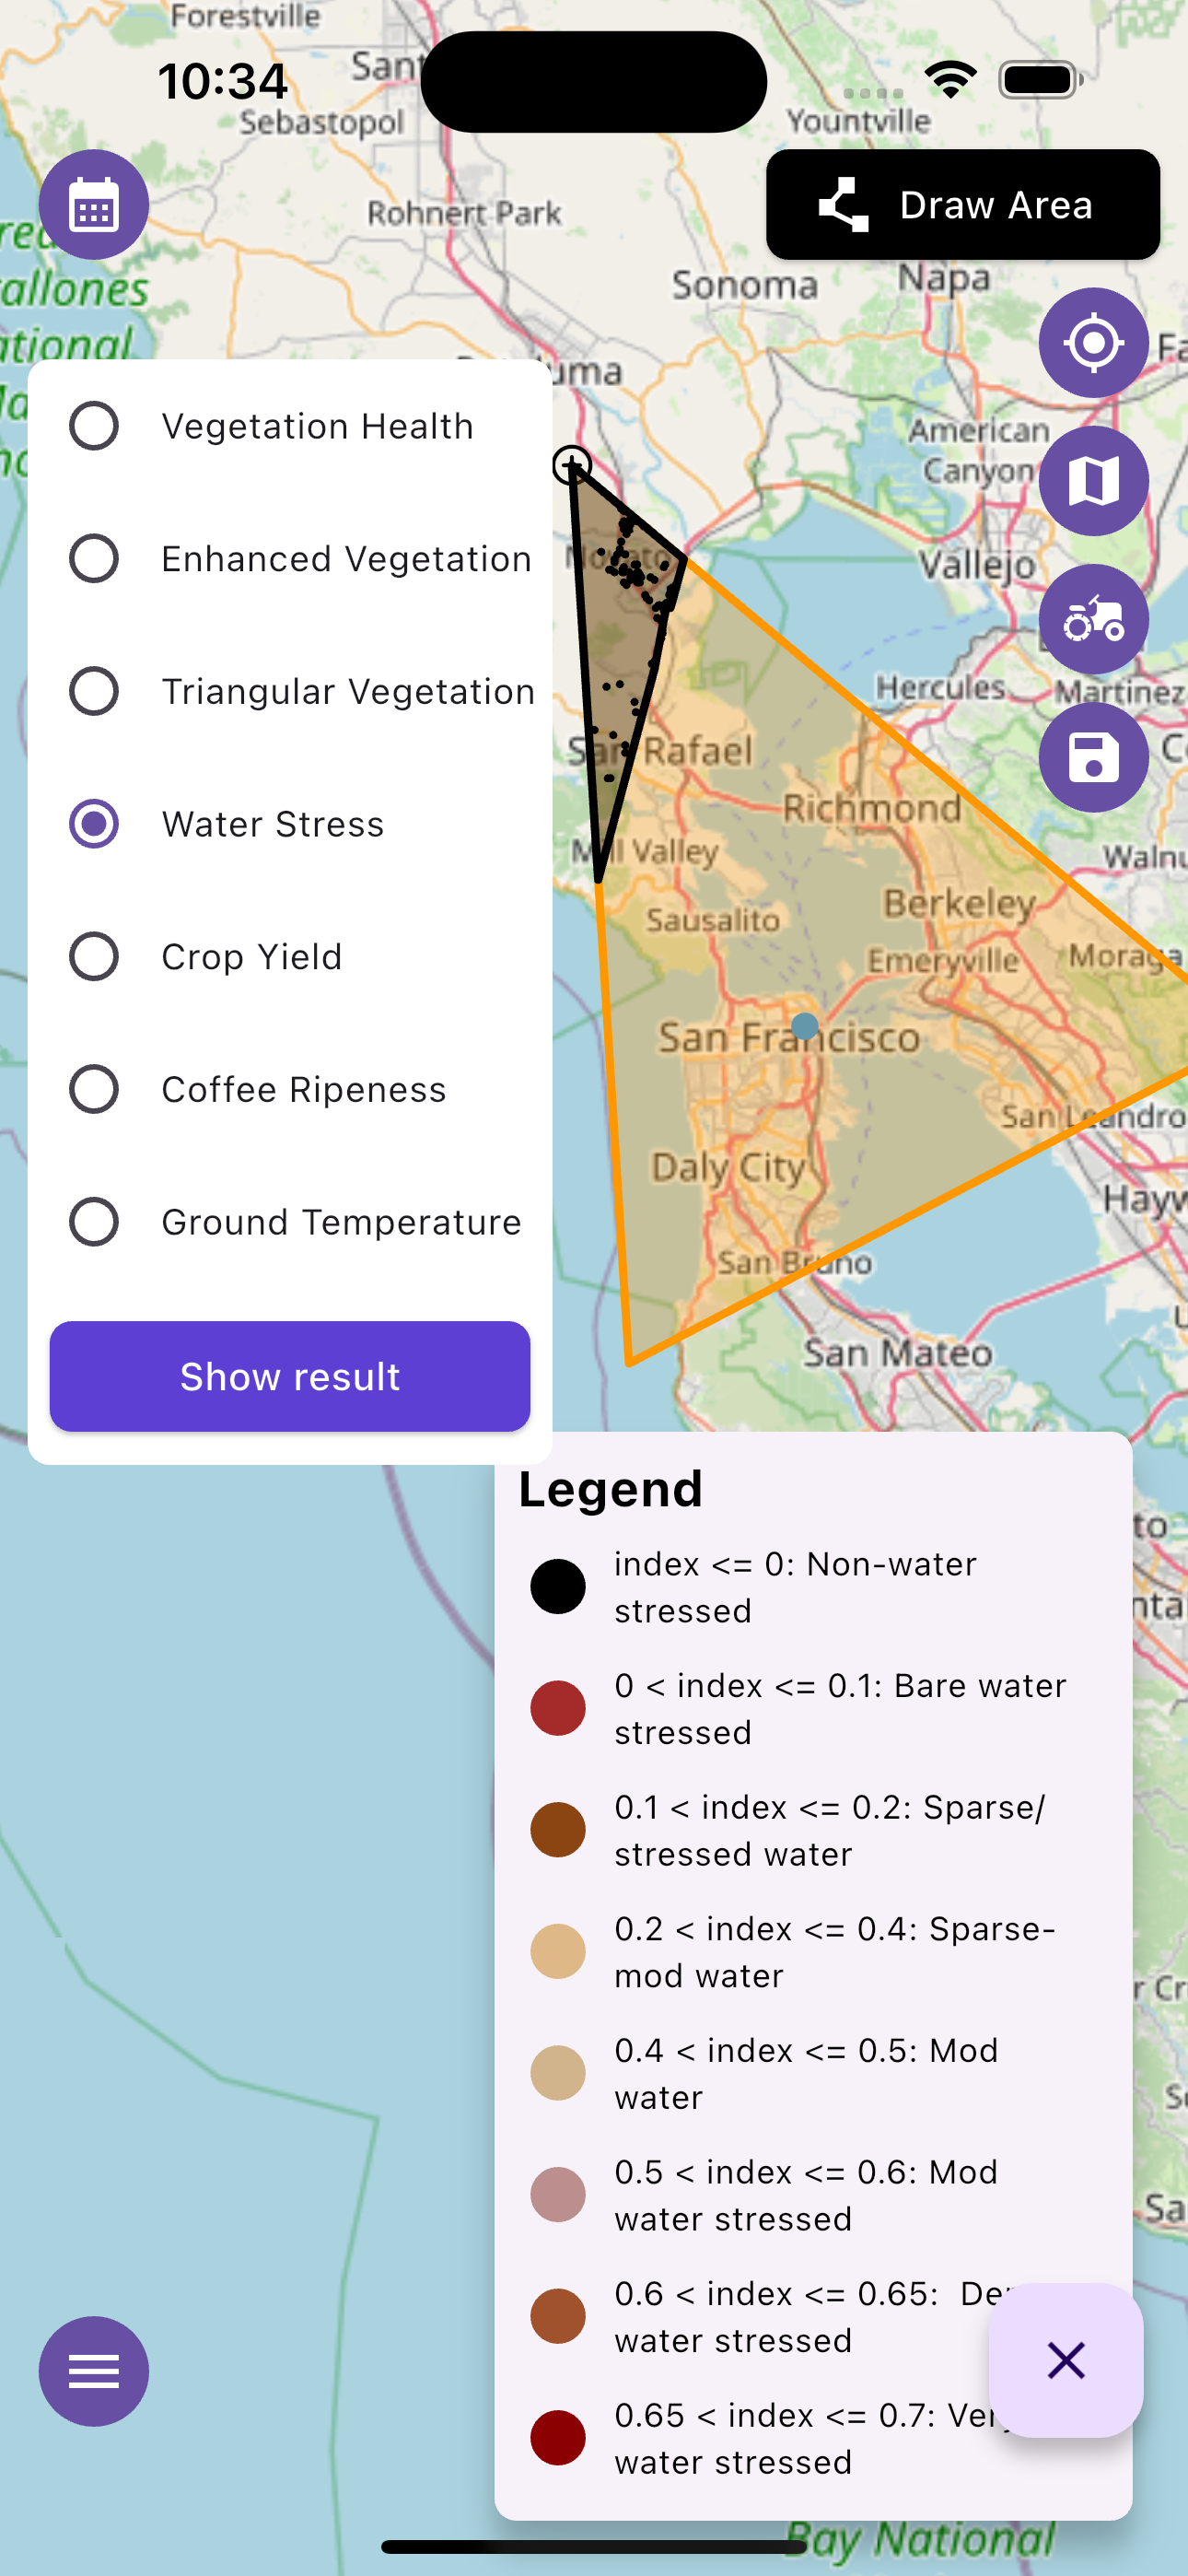 Forestville
10:34
Sebastopol
Yountville
Draw Area
Rohnert Park
Sonoma
Napa
allones
ational
uma
Vegetation Health
American
Canyon
Enhanced Vegetation
Novato
Vallejo
Triangular Vegetation
Hercules
Martinez
San Rafael
Richmond
Water Stress
Mill Valley
Berkeley
Sausalito
Crop Yield
Emeryville
Moraga
San Francisco
Coffee Ripeness
San Leandro
Daly City
Ground Temperature
San Bruno
San Mateo
Show result
Legend
index <= 0: Non-water
stressed
0 < index <= 0.1: Bare water
stressed
0.1 < index <= 0.2: Sparse/
stressed water
0.2 < index <= 0.4: Sparse-
mod water
0.4 < index <= 0.5: Mod
water
0.5 < index <= 0.6: Mod
water stressed
0.6 < index <= 0.65:
water stressed
0.65 < index <= 0.7:
water stressed
Bay National